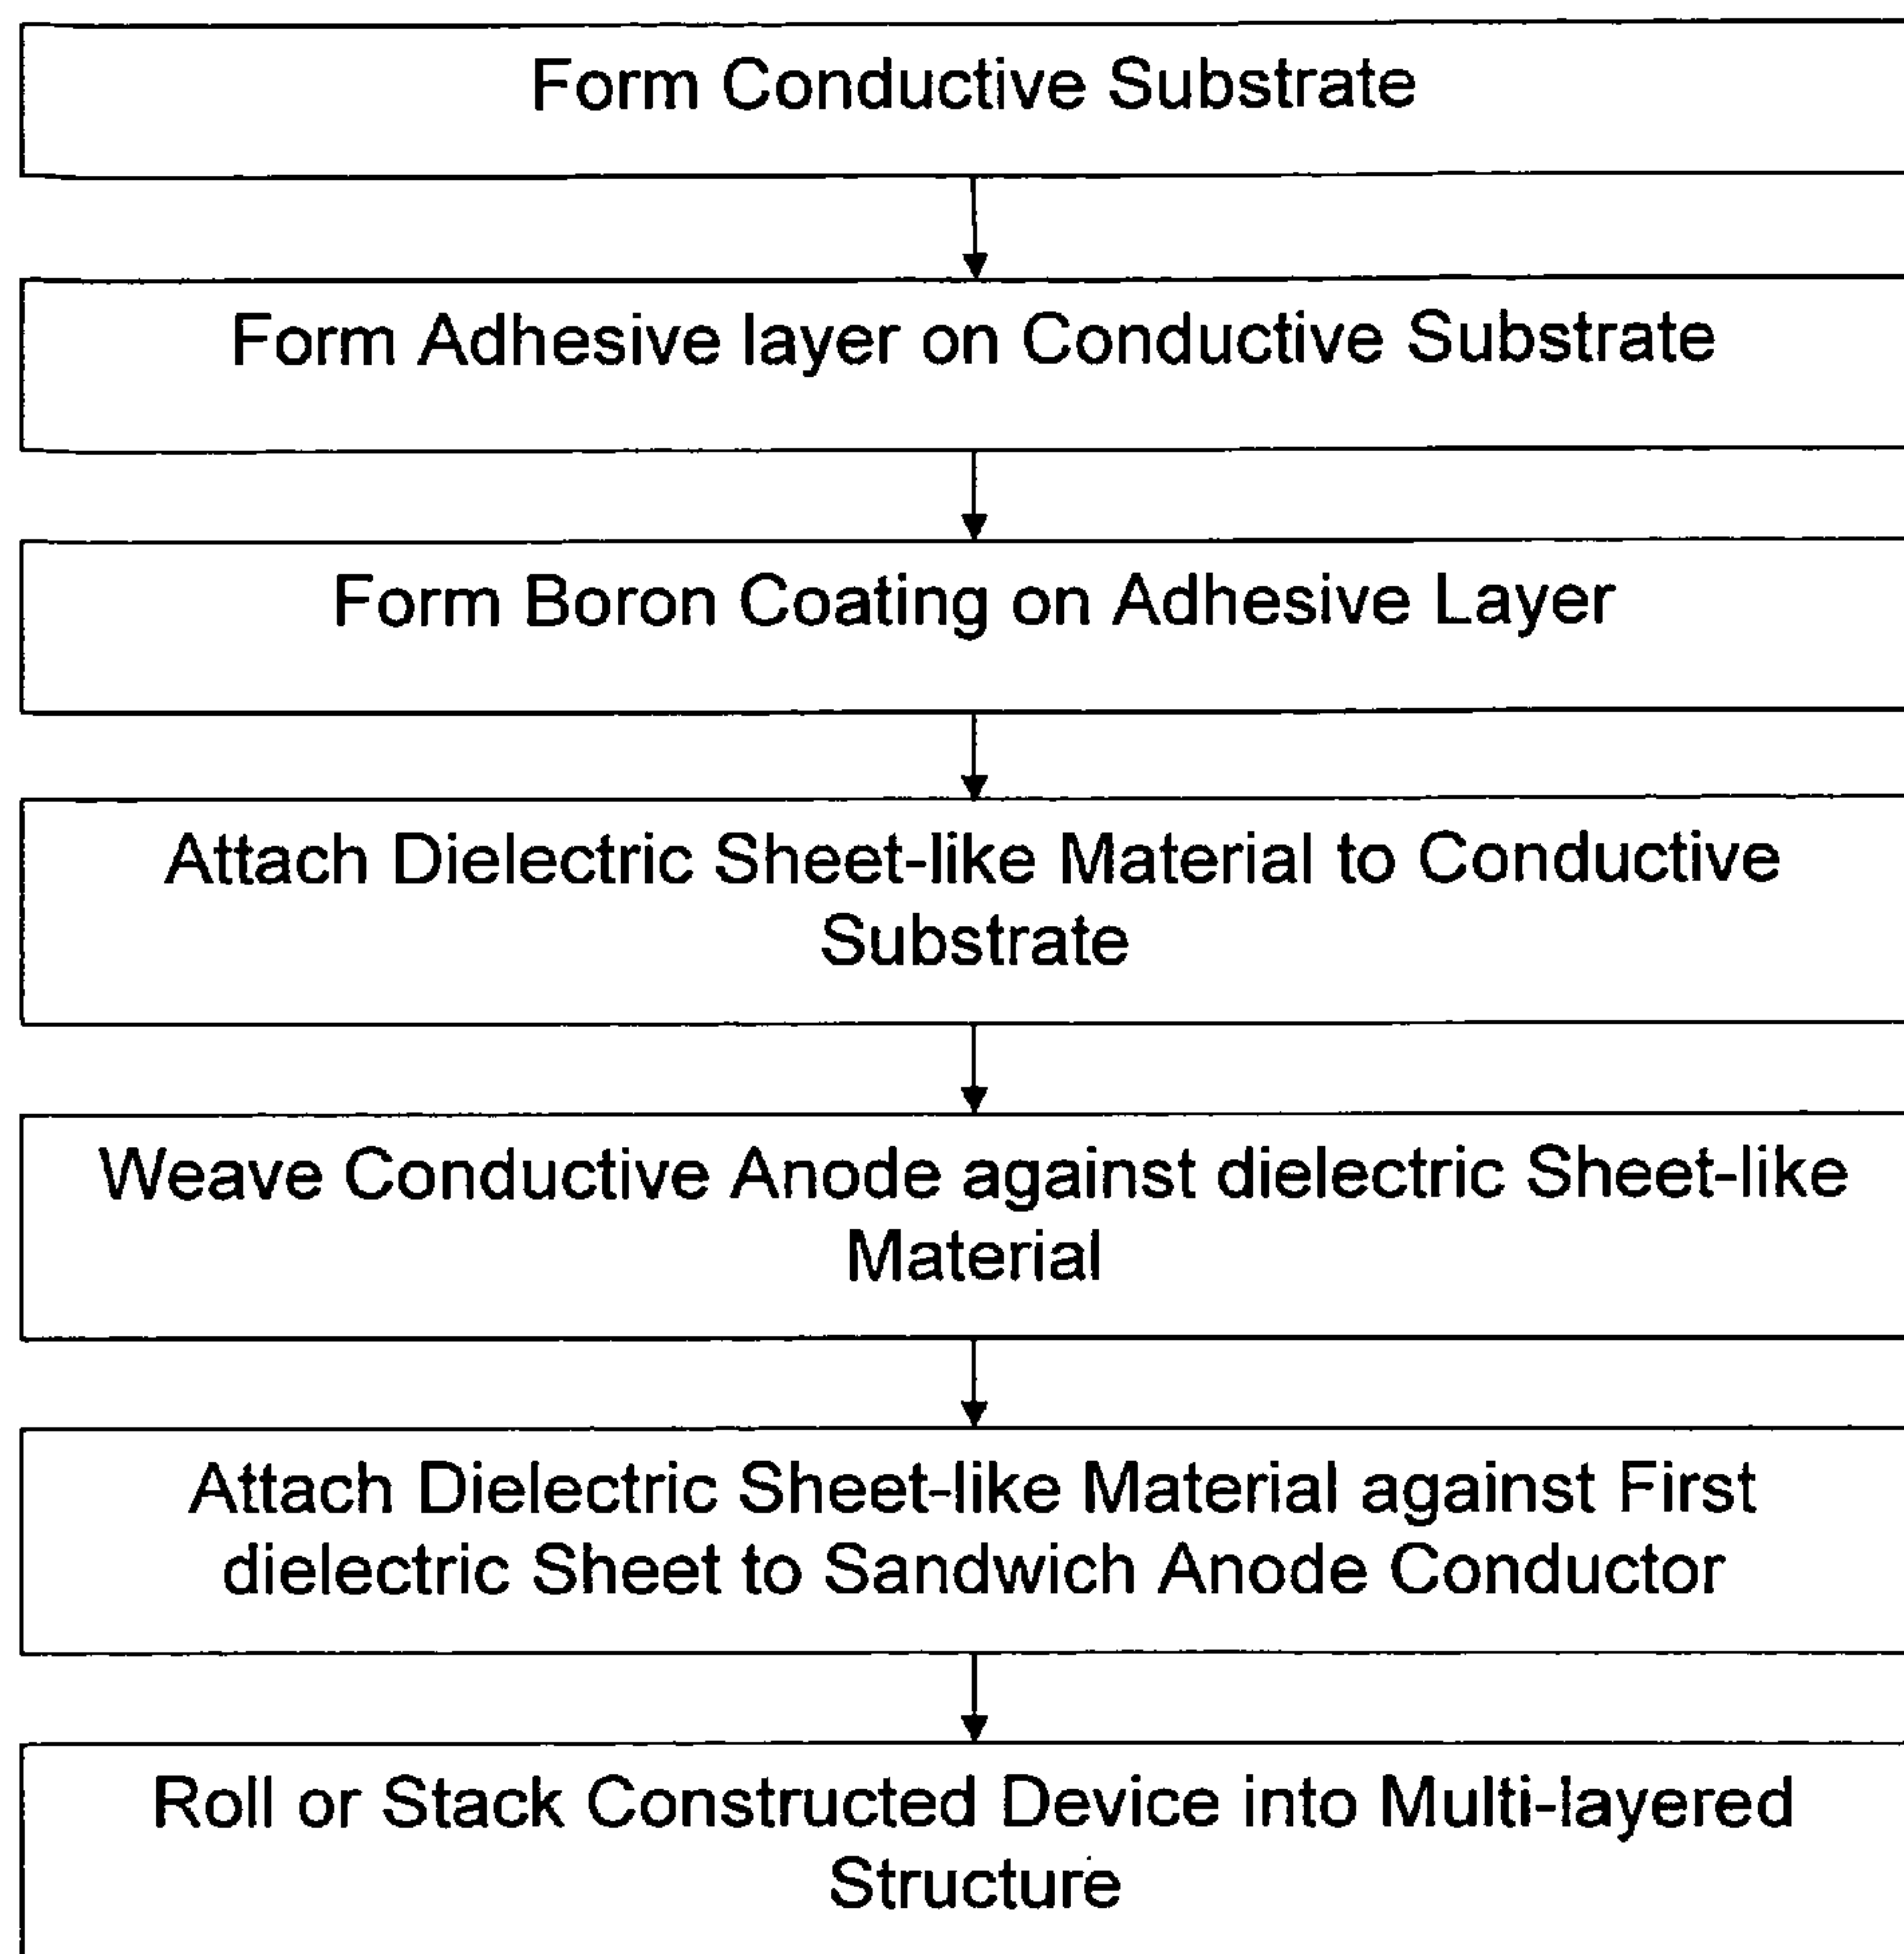 Form Conductive Substrate
Form Adhesive layer on Conductive Substrate
Form Boron Coating on Adhesive Layer
Attach Dielectric Sheet-like Material to Conductive
Substrate
Weave Conductive Anode against dielectric Sheet-like
Material
Attach Dielectric Sheet-like Material against First
dielectric Sheet to Sandwich Anode Conductor
Roll or Stack Constructed Device into Multi-layered
Structure